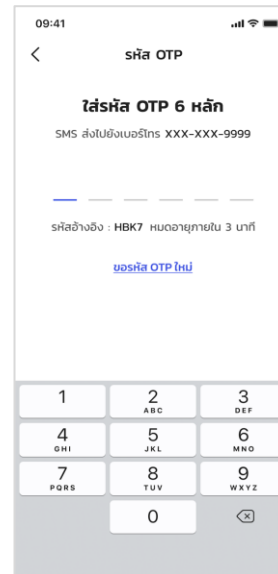 09:41
รหัส OTP
ใส่รหัส OTP 6 หลัก
SMS ส่งไปยังเบอร์โทร XXX-XXX-9999
รหัสอ้างอิง : HBK7 หมดอายุภายใน 3 นาที
ขอรหัส OTP ใหม่
1 2 3
ABC DEF
4 5 6
GHI JKL MNO
7 8 9
PQRS TUV WXYZ
0